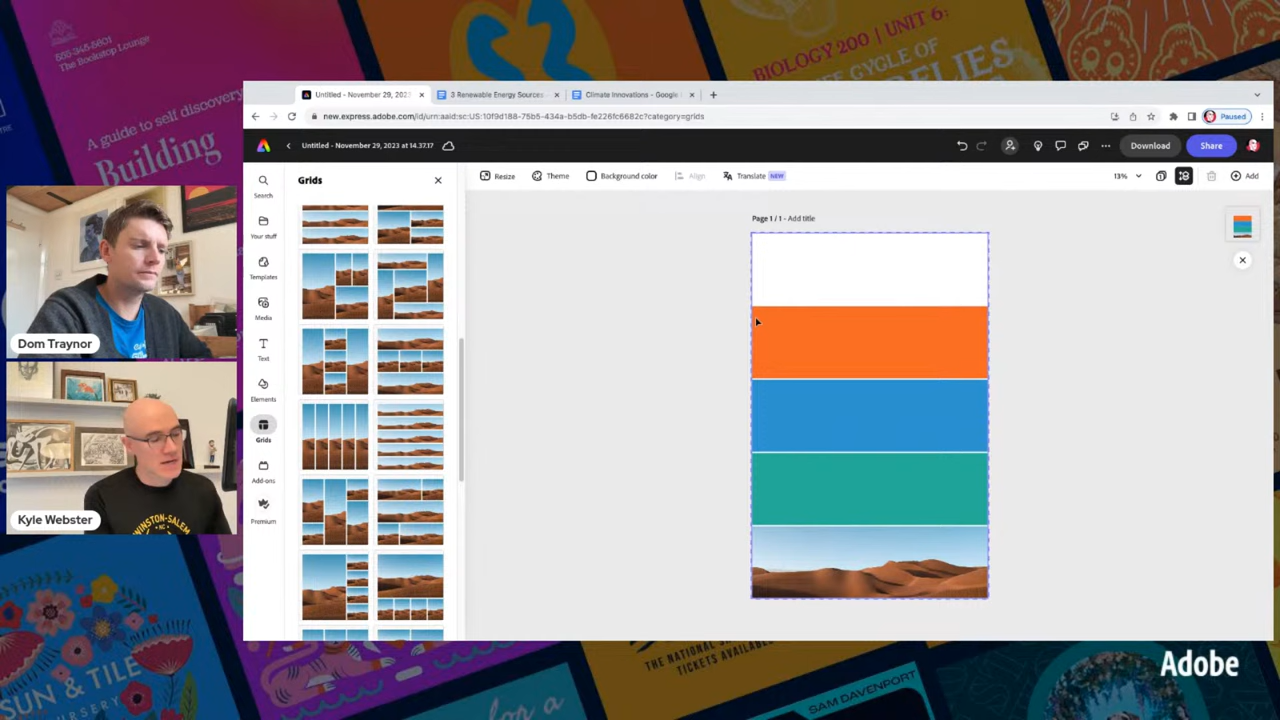 555-345-5601
The Bookstop Lounge
A guide to self discovery
Building
BIOLOGY 200 | UNIT 6:
Untitled - November 29, 2023
3 Renewable Energy Sources -
Climate Innovations - Google
new.express.adobe.com/id/urn:aaid:sc:US:10f9d188-75b5-434a-b5db-fe226fc6682c?category=grids
Paused
Untitled - November 29, 2023 at 14.37.17
Download
Share
Grids
Resize
Theme
Background color
Align
Translate
NEW
13%
Add
Search
Your stuff
Templates
Media
Text
Elements
Grids
Add-ons
Premium
Page 1 / 1 - Add title
Dom Traynor
Kyle Webster
SUN & TILE
THE NATIONAL
TICKETS AVAILABLE
SAM DAVENPORT
Adobe